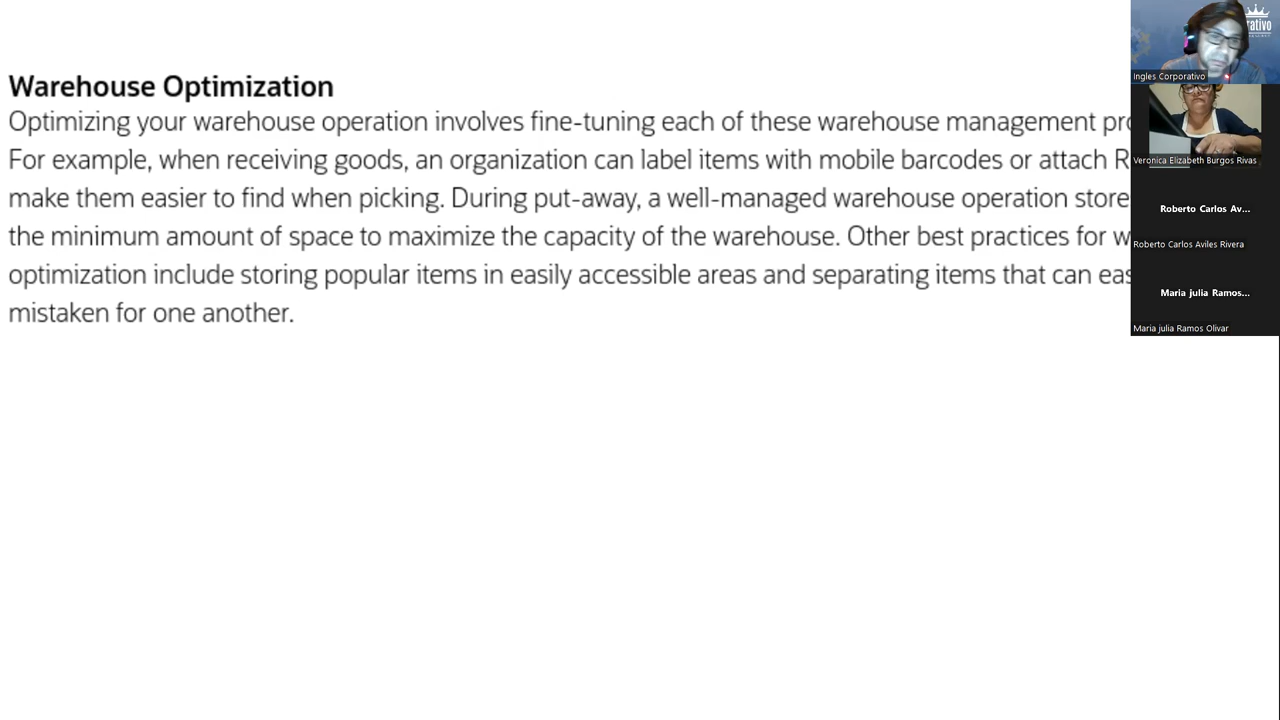 Warehouse Optimization
Optimizing your warehouse operation involves fine-tuning each of these warehouse management
For example, when receiving goods, an organization can label items with mobile barcodes or attach
make them easier to find when picking. During put-away, a well-managed warehouse operation
the minimum amount of space to maximize the capacity of the warehouse. Other best practices for
optimization include storing popular items in easily accessible areas and separating items that can
mistaken for one another.
Ingles Corporativo
Veronica Elizabeth Burgos Rivas
Roberto Carlos Av...
Roberto Carlos Aviles Rivera
Maria julia Ramos...
Maria julia Ramos Olivar